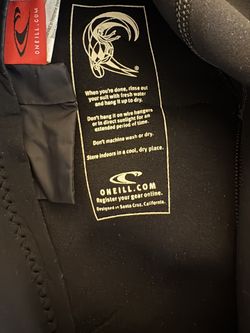 ONEILL.COM
When you're done, rinse out
your suit with fresh water
and hang it up to dry.
Don't hang it on wire hangers
or in direct sunlight for an
extended period of time.
Don't machine wash or dry.
Store indoors in a cool, dry place.
ONEILL.COM
Register your gear online.
Designed in Santa Cruz, California.